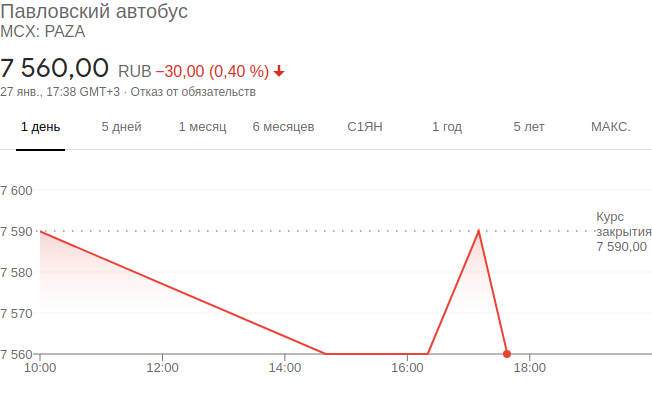 Павловский автобус
MCX: PAZA
7 560,00 RUB −30,00 (0,40 %)
27 янв., 17:38 GMT+3 · Отказ от обязательств
1 день 5 дней 1 месяц 6 месяцев С1ЯН 1 год 5 лет МАКС.
7 600
Курс
закрытия
7 590,00
7 590
7 580
7 570
7 560
10:00 12:00 14:00 16:00 18:00